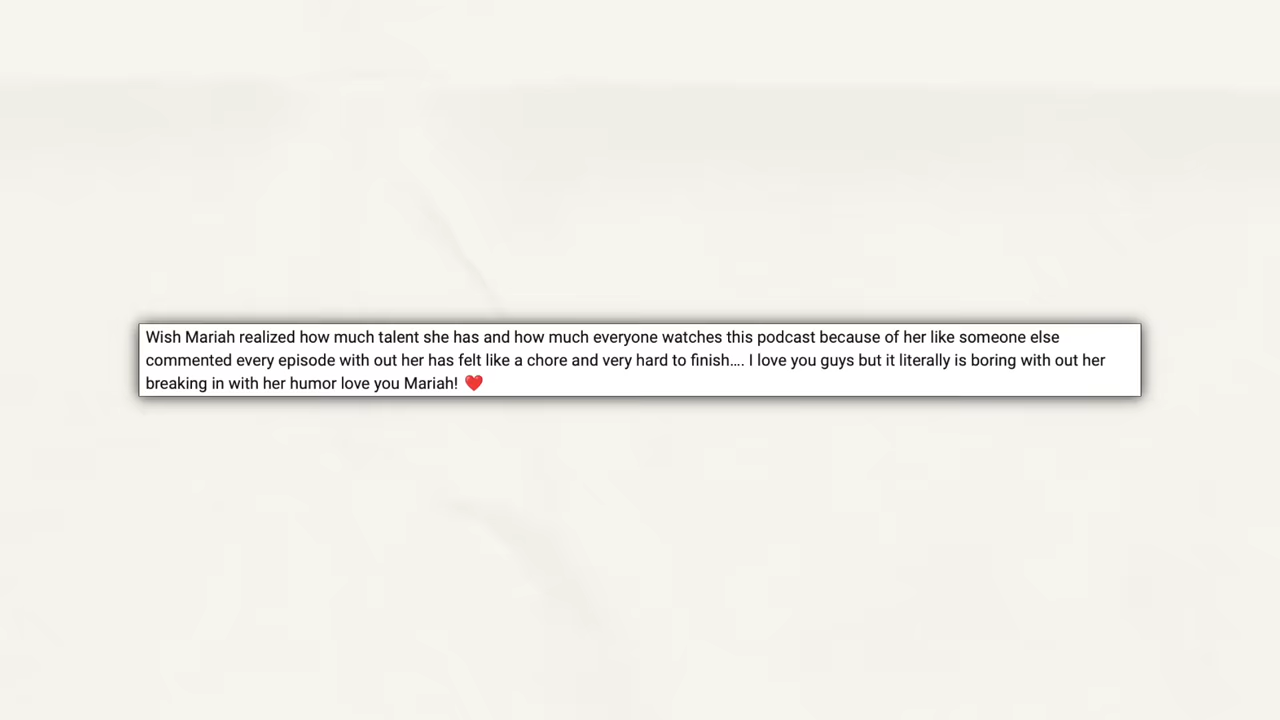 Wish Mariah realized how much talent she has and how much everyone watches this podcast because of her like someone else
commented every episode with out her has felt like a chore and very hard to finish.... I love you guys but it literally is boring with out her
breaking in with her humor love you Mariah! ❤️